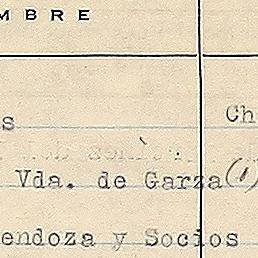 MBRE
s Ch
Vda. de Garza(1)
endoza y Socios